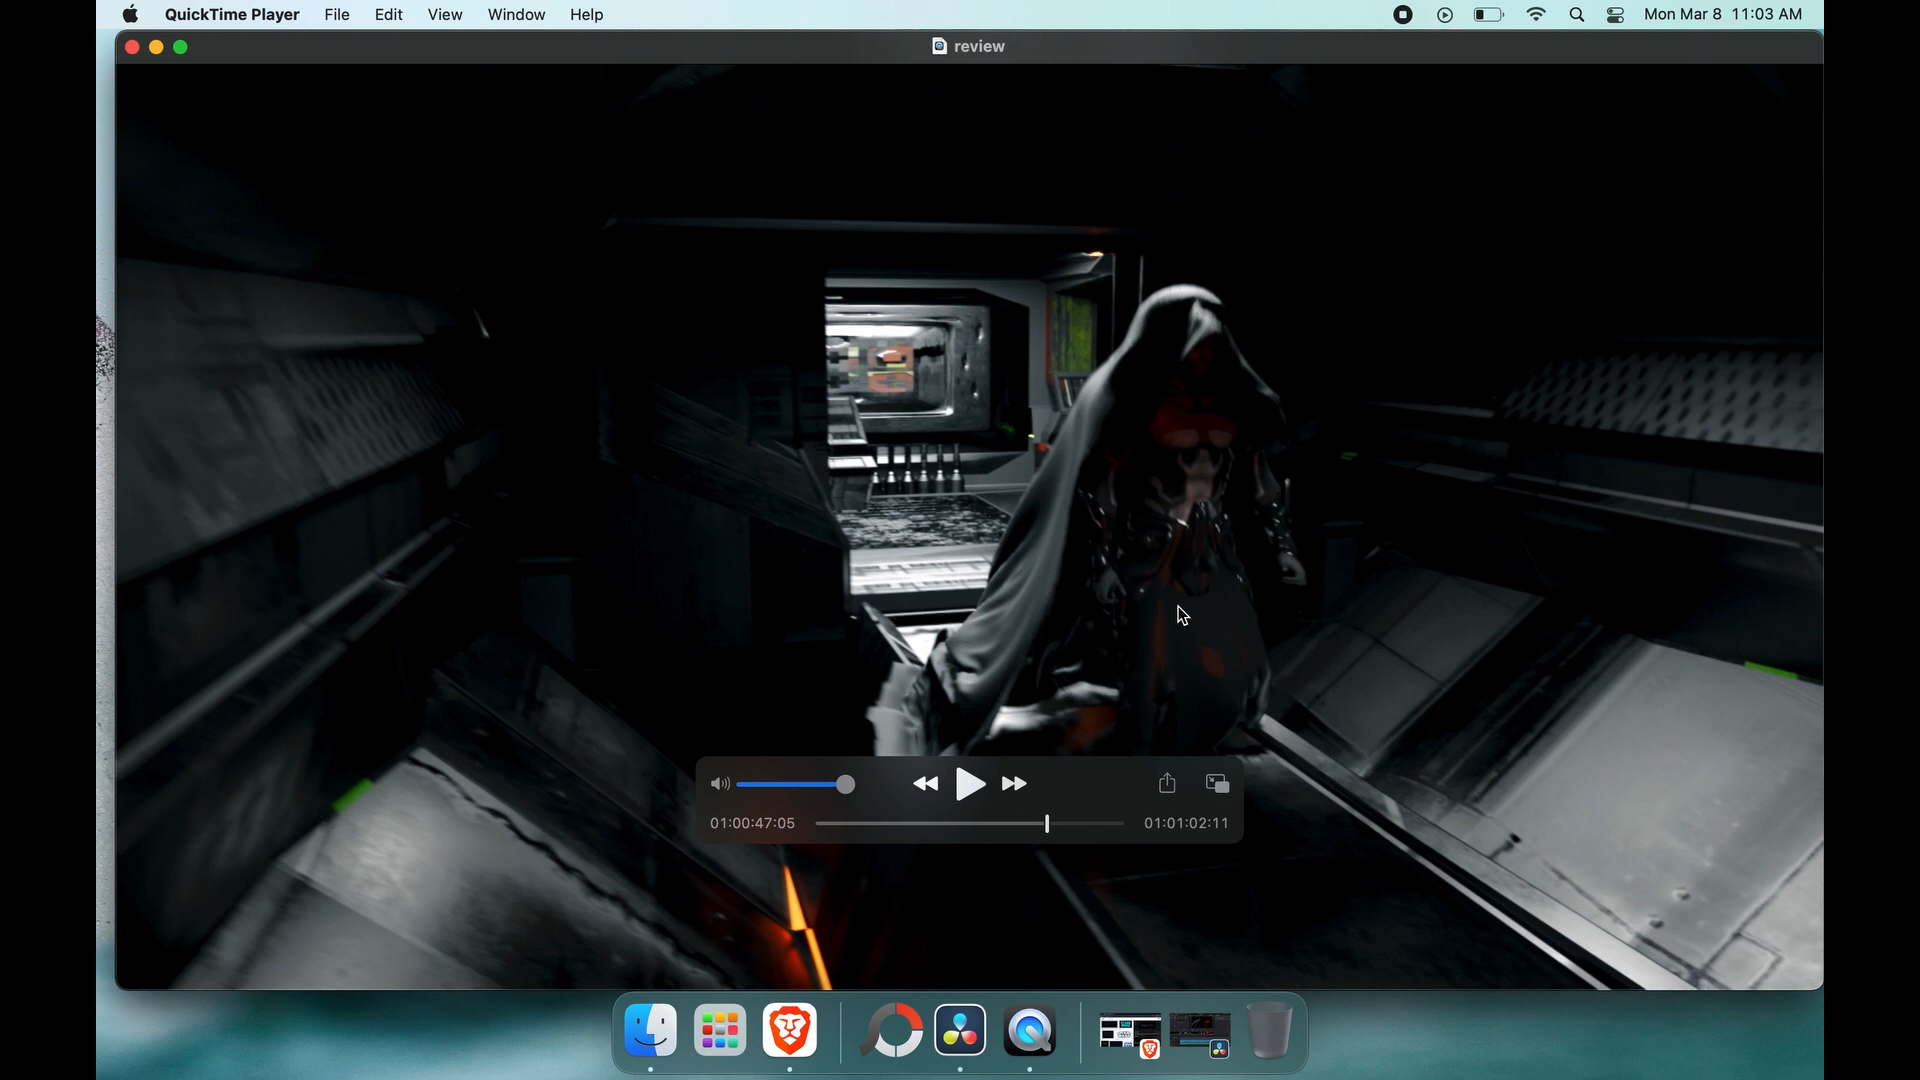 QuickTime Player File Edit View Window Help Mon Mar 8 11:03 AM
review
01:00:47:05 01:01:02:11